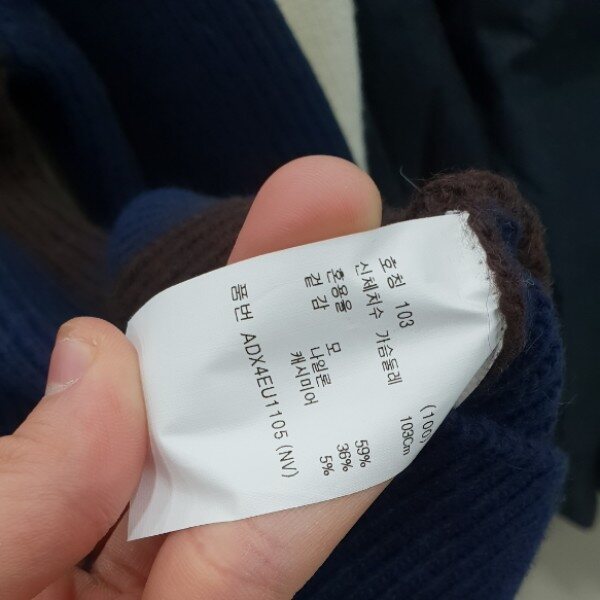 호칭 103 (100)
신체치수 가슴둘레 103Cm
혼용율
겉감 모 59%
나일론 36%
캐시미어 5%
품번 ADX4EU1105 (NV)